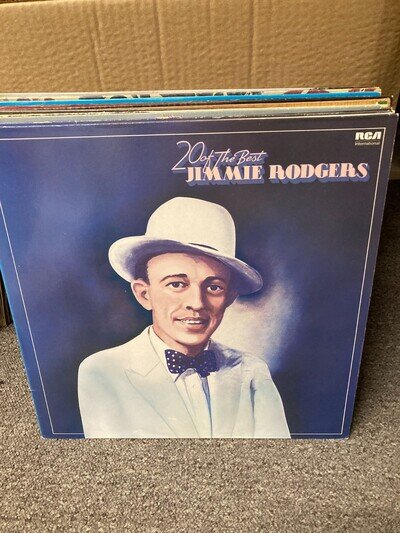 RCA
International
20 of The Best
JIMMIE RODGERS